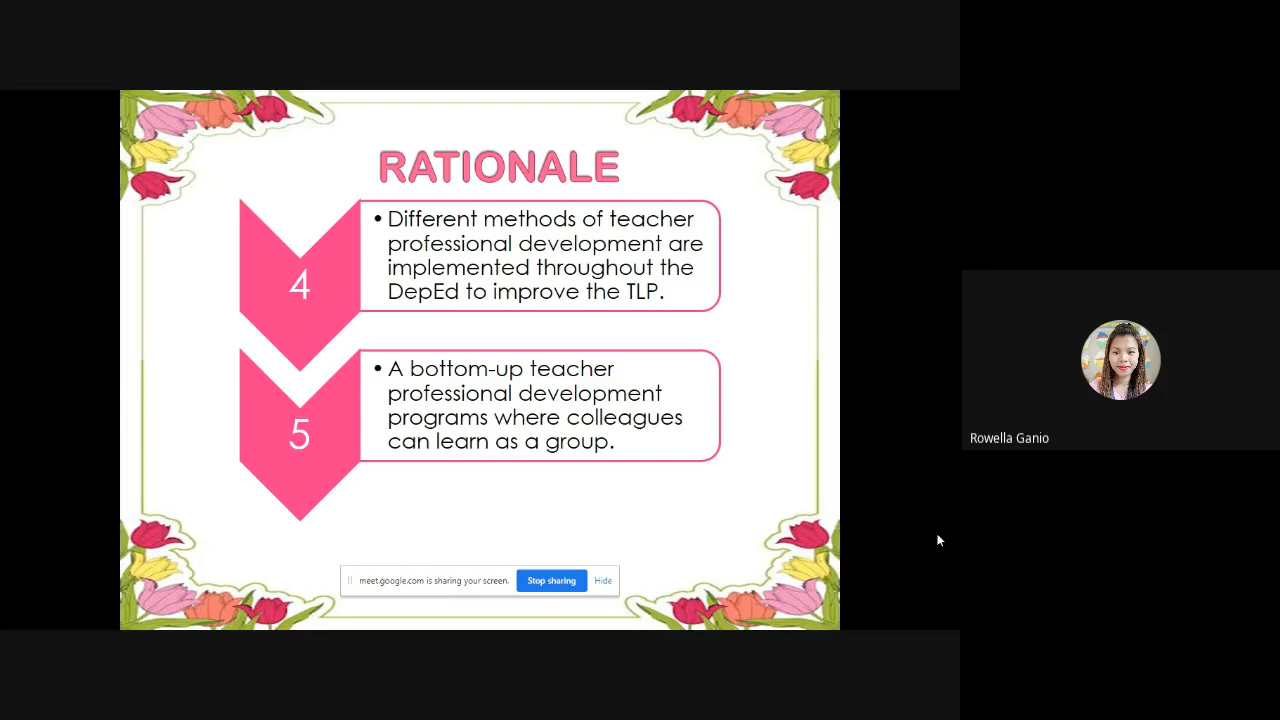 RATIONALE
4
• Different methods of teacher
professional development are
implemented throughout the
DepEd to improve the TLP.
5
• A bottom-up teacher
professional development
programs where colleagues
can learn as a group.
meet.google.com is sharing your screen. Stop sharing Hide
Rowella Ganio